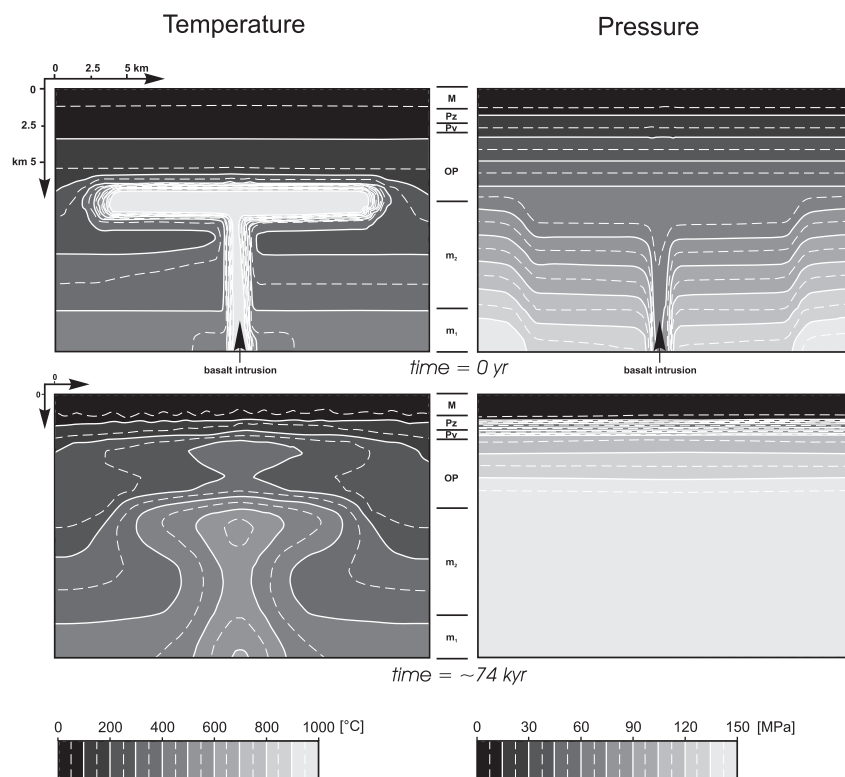 Temperature
Pressure
0 2.5 5 km
0
2.5
km 5
M
Pz
Pv
OP
m₂
m₁
basalt intrusion
time = 0 yr
basalt intrusion
0
0
M
Pz
Pv
OP
m₂
m₁
time = ~74 kyr
0 200 400 600 800 1000 [°C]
0 30 60 90 120 150 [MPa]